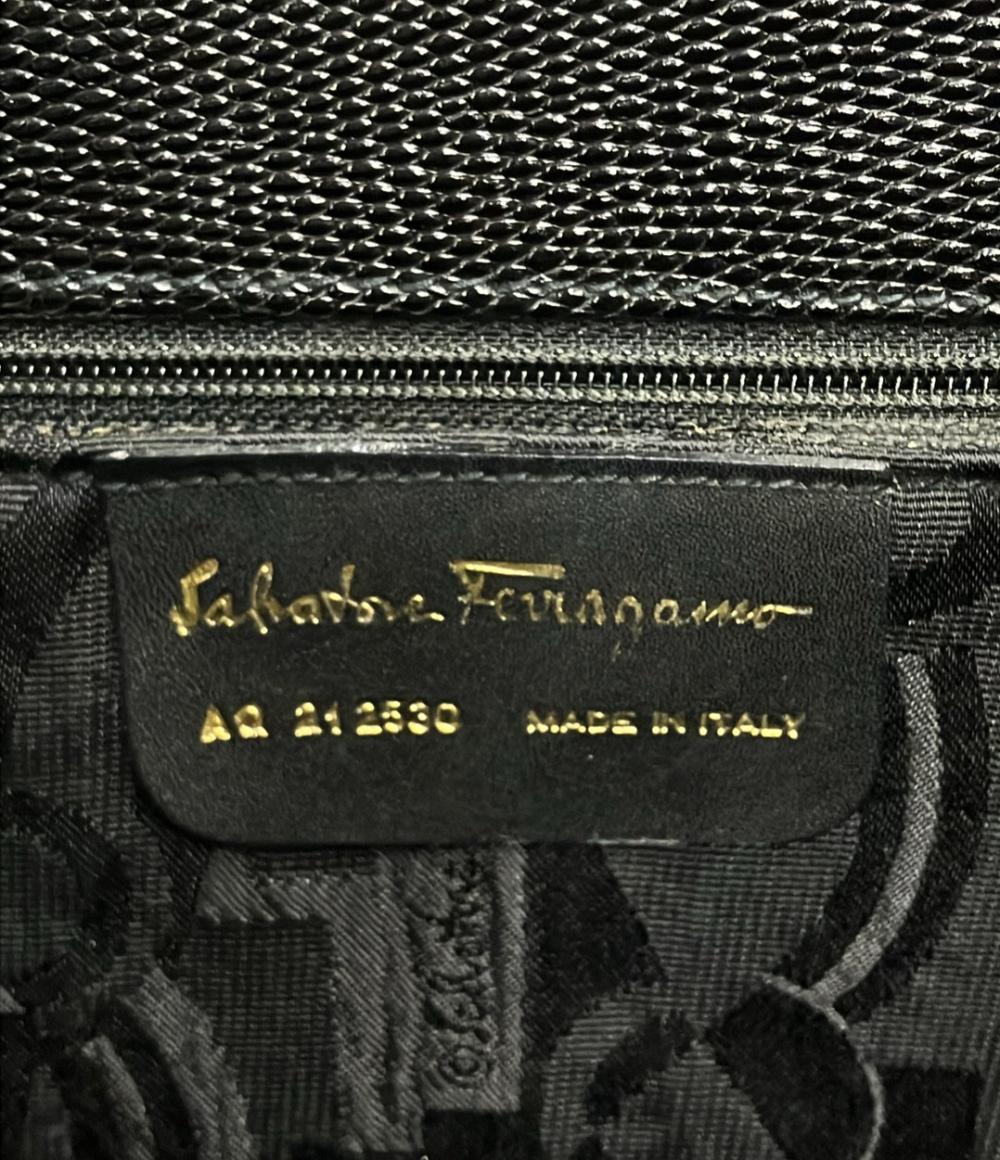 Salvatore Ferragamo
AQ 21 2530 MADE IN ITALY